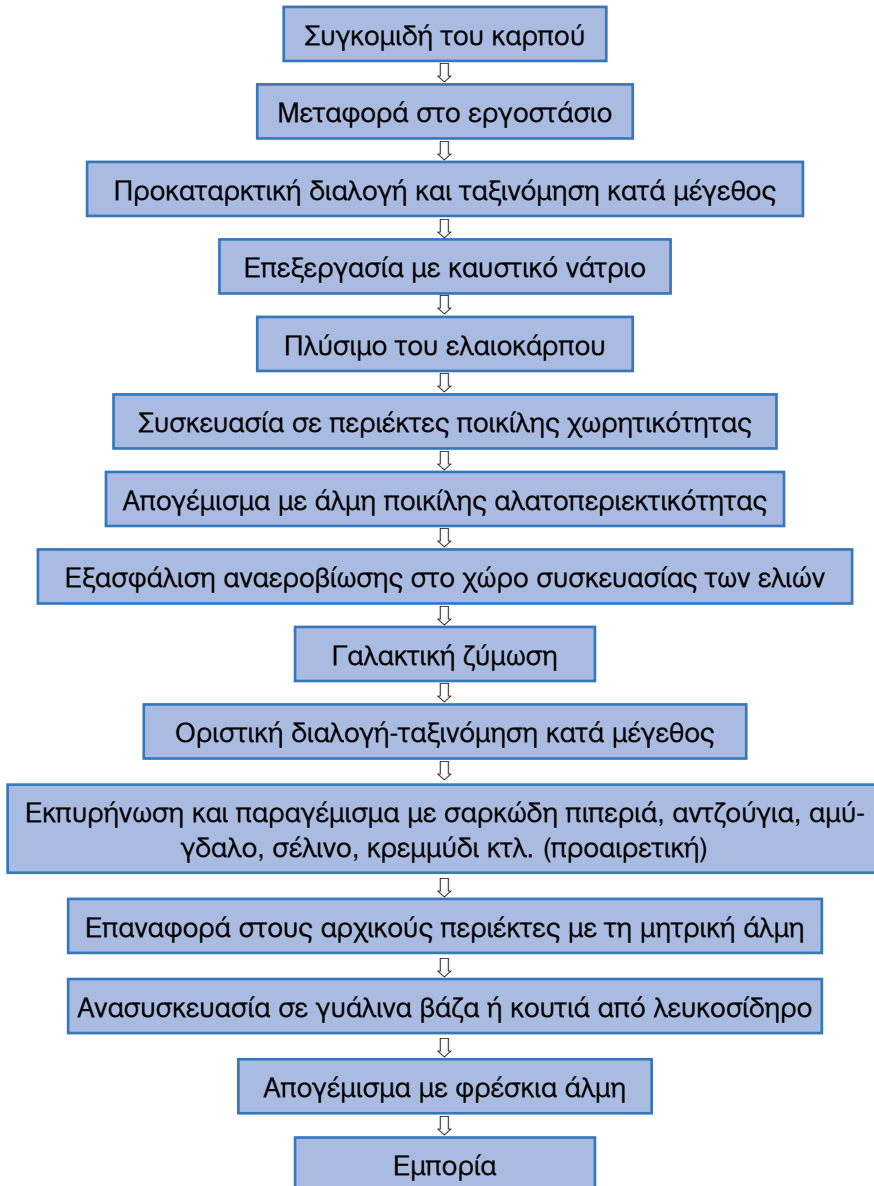 Συγκομιδή του καρπού
Μεταφορά στο εργοστάσιο
Προκαταρκτική διαλογή και ταξινόμηση κατά μέγεθος
Επεξεργασία με καυστικό νάτριο
Πλύσιμο του ελαιοκάρπου
Συσκευασία σε περιέκτες ποικίλης χωρητικότητας
Απογέμισμα με άλμη ποικίλης αλατοπεριεκτικότητας
Εξασφάλιση αναεροβίωσης στο χώρο συσκευασίας των ελιών
Γαλακτική ζύμωση
Οριστική διαλογή-ταξινόμηση κατά μέγεθος
Εκπυρήνωση και παραγέμισμα με σαρκώδη πιπεριά, αντζούγια, αμύ-
γδαλο, σέλινο, κρεμμύδι κτλ. (προαιρετική)
Επαναφορά στους αρχικούς περιέκτες με τη μητρική άλμη
Ανασυσκευασία σε γυάλινα βάζα ή κουτιά από λευκοσίδηρο
Απογέμισμα με φρέσκια άλμη
Εμπορία